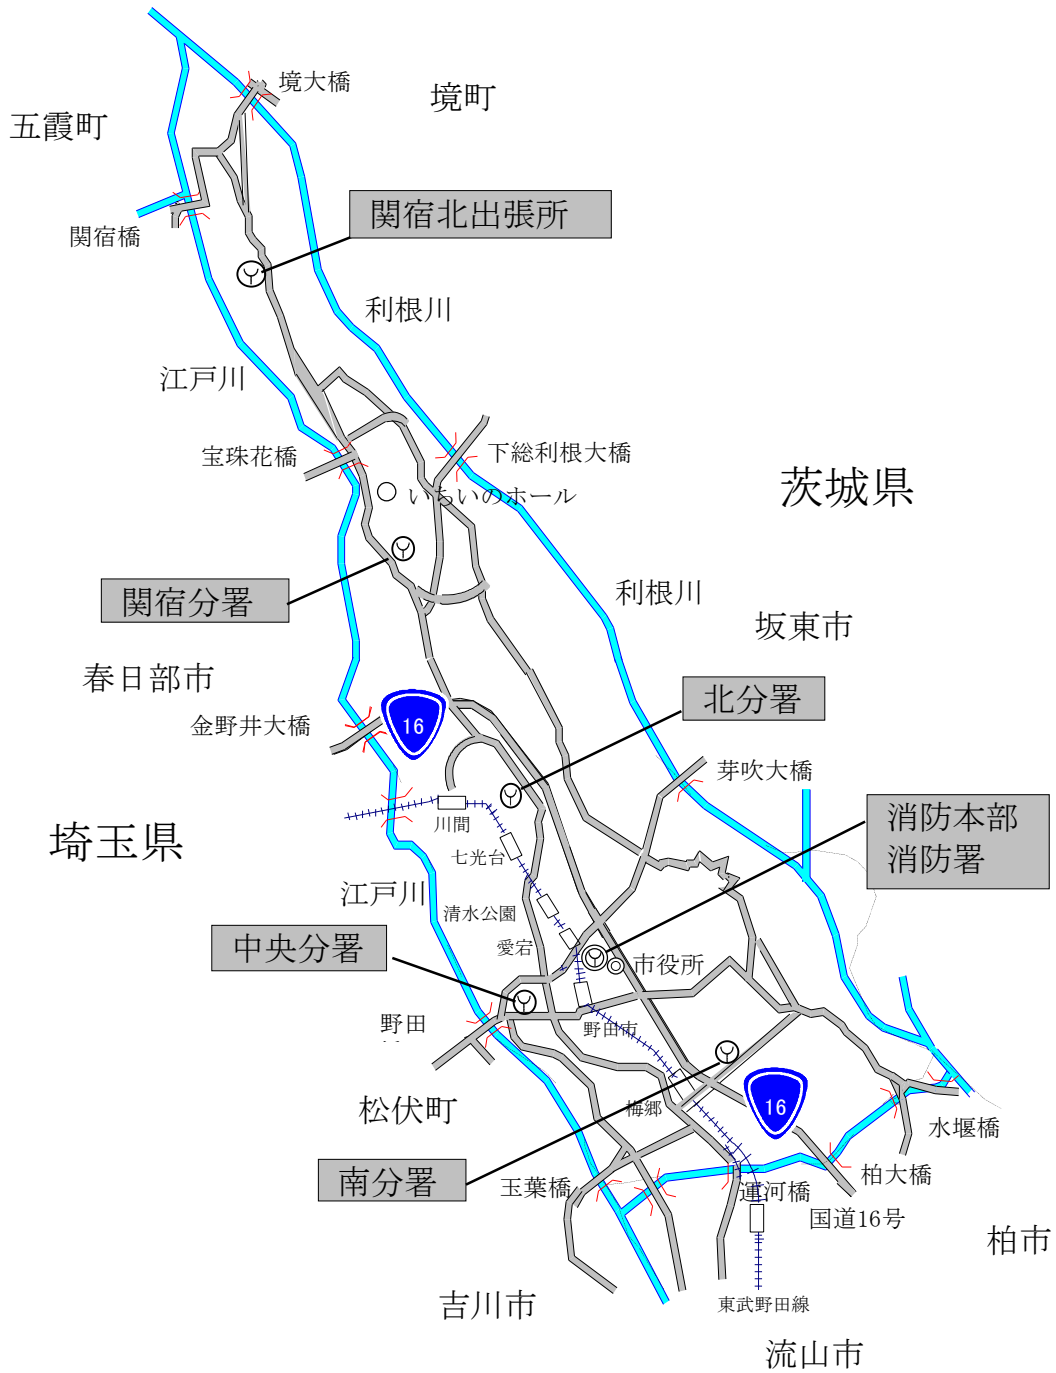 境大橋
境町
五霞町
関宿北出張所
関宿橋
利根川
江戸川
宝珠花橋
下総利根大橋
茨城県
いちいのホール
関宿分署
利根川
坂東市
春日部市
北分署
金野井大橋
16
芽吹大橋
川間
消防本部
消防署
埼玉県
七光台
江戸川
清水公園
愛宕
中央分署
市役所
野田
野田市
梅郷
16
松伏町
水堰橋
南分署
玉葉橋
運河橋
柏大橋
国道16号
柏市
吉川市
東武野田線
流山市